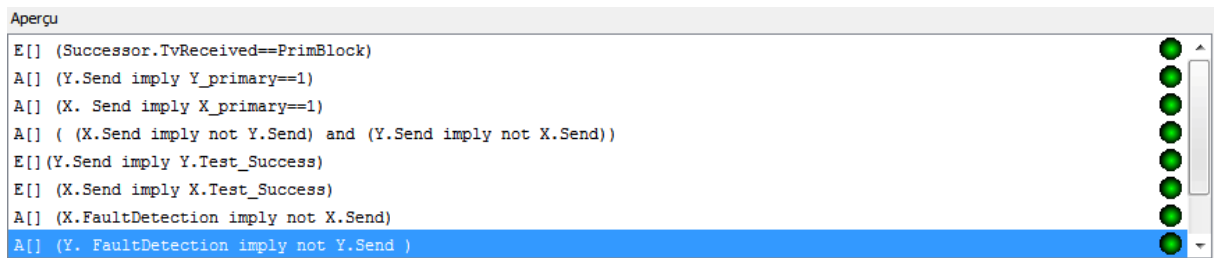 Aperçu
E[] (Successor.TvReceived==PrimBlock)
A[] (Y.Send imply Y_primary==1)
A[] (X. Send imply X_primary==1)
A[] ( (X.Send imply not Y.Send) and (Y.Send imply not X.Send))
E[](Y.Send imply Y.Test_Success)
E[] (X.Send imply X.Test_Success)
A[] (X.FaultDetection imply not X.Send)
A[] (Y. FaultDetection imply not Y.Send )